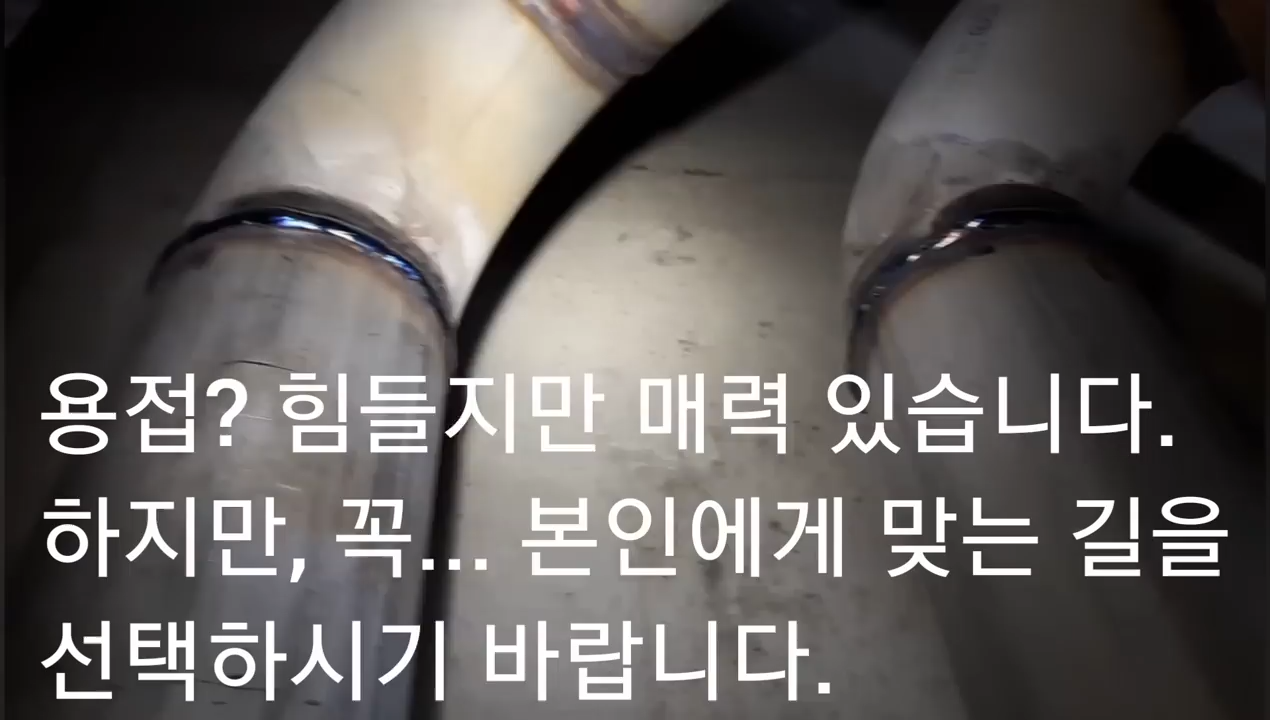 용접? 힘들지만 매력 있습니다.
하지만, 꼭... 본인에게 맞는 길을
선택하시기 바랍니다.